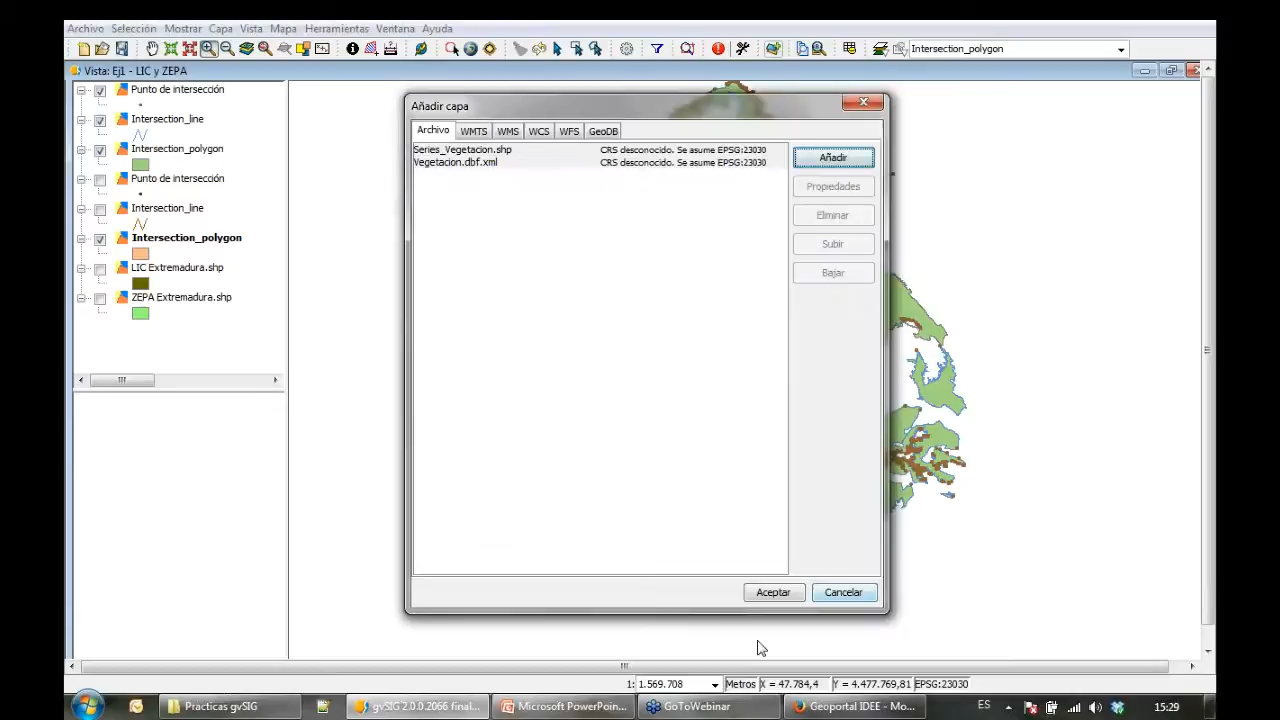 Archivo Selección Mostrar Capa Vista Mapa Herramientas Ventana Ayuda
Intersection_polygon
Vista: Ej1 - LIC y ZEPA
Punto de intersección
Intersection_line
Intersection_polygon
Punto de intersección
Intersection_line
Intersection_polygon
LIC Extremadura.shp
ZEPA Extremadura.shp
Añadir capa
Archivo WMTS WMS WCS WFS GeoDB
Series_Vegetacion.shp CRS desconocido. Se asume EPSG:23030
Vegetacion.dbf.xml CRS desconocido. Se asume EPSG:23030
Añadir
Propiedades
Eliminar
Subir
Bajar
Aceptar Cancelar
1: 1.569.708 Metros X = 47.784,4 Y = 4.477.769,81 EPSG:23030
Practicas gvSIG gvSIG 2.0.0.2066 final... Microsoft PowerPoin... GoToWebinar Geoportal IDEE - Mo... ES 15:29